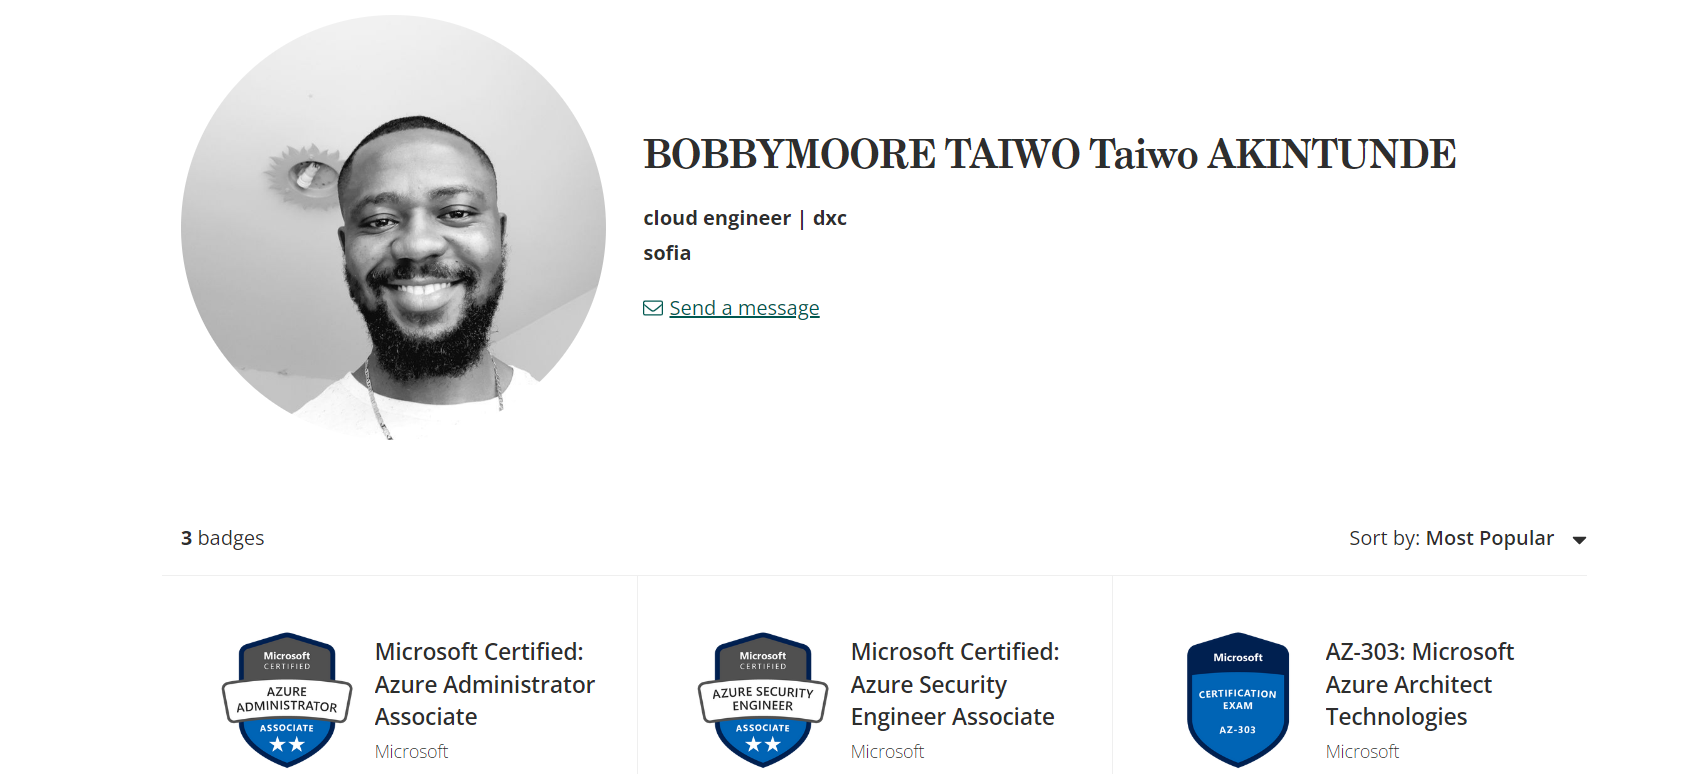 BOBBYMOORE TAIWO Taiwo AKINTUNDE
cloud engineer | dxc
sofia
Send a message
3 badges
Sort by: Most Popular
Microsoft
CERTIFIED
AZURE
ADMINISTRATOR
ASSOCIATE
Microsoft Certified:
Azure Administrator
Associate
Microsoft
Microsoft
CERTIFIED
AZURE SECURITY
ENGINEER
ASSOCIATE
Microsoft Certified:
Azure Security
Engineer Associate
Microsoft
Microsoft
CERTIFICATION
EXAM
AZ-303
AZ-303: Microsoft
Azure Architect
Technologies
Microsoft